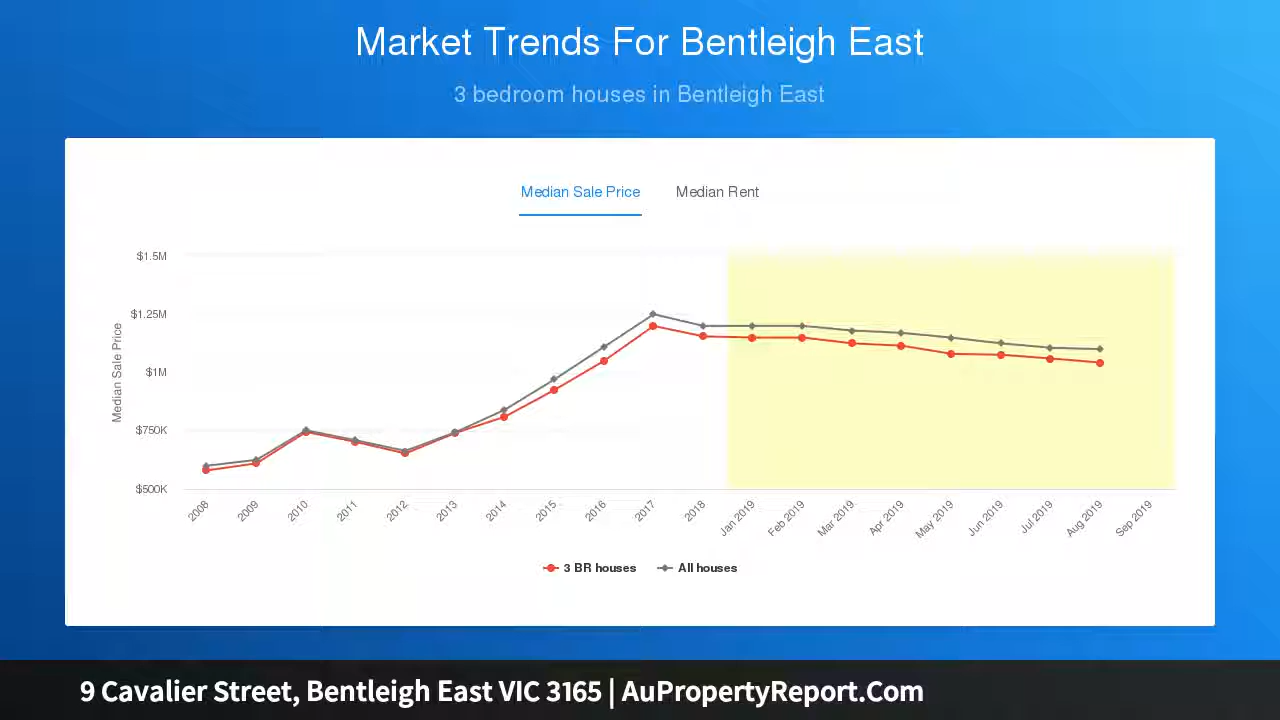 Market Trends For Bentleigh East
3 bedroom houses in Bentleigh East
Median Sale Price Median Rent
$1.5M
$1.25M
$1M
$750K
$500K
Median Sale Price
2008 2009 2010 2011 2012 2013 2014 2015 2016 2017 2018 Jan 2019 Feb 2019 Mar 2019 Apr 2019 May 2019 Jun 2019 Jul 2019 Aug 2019 Sep 2019
3 BR houses All houses
9 Cavalier Street, Bentleigh East VIC 3165 | AuPropertyReport.Com